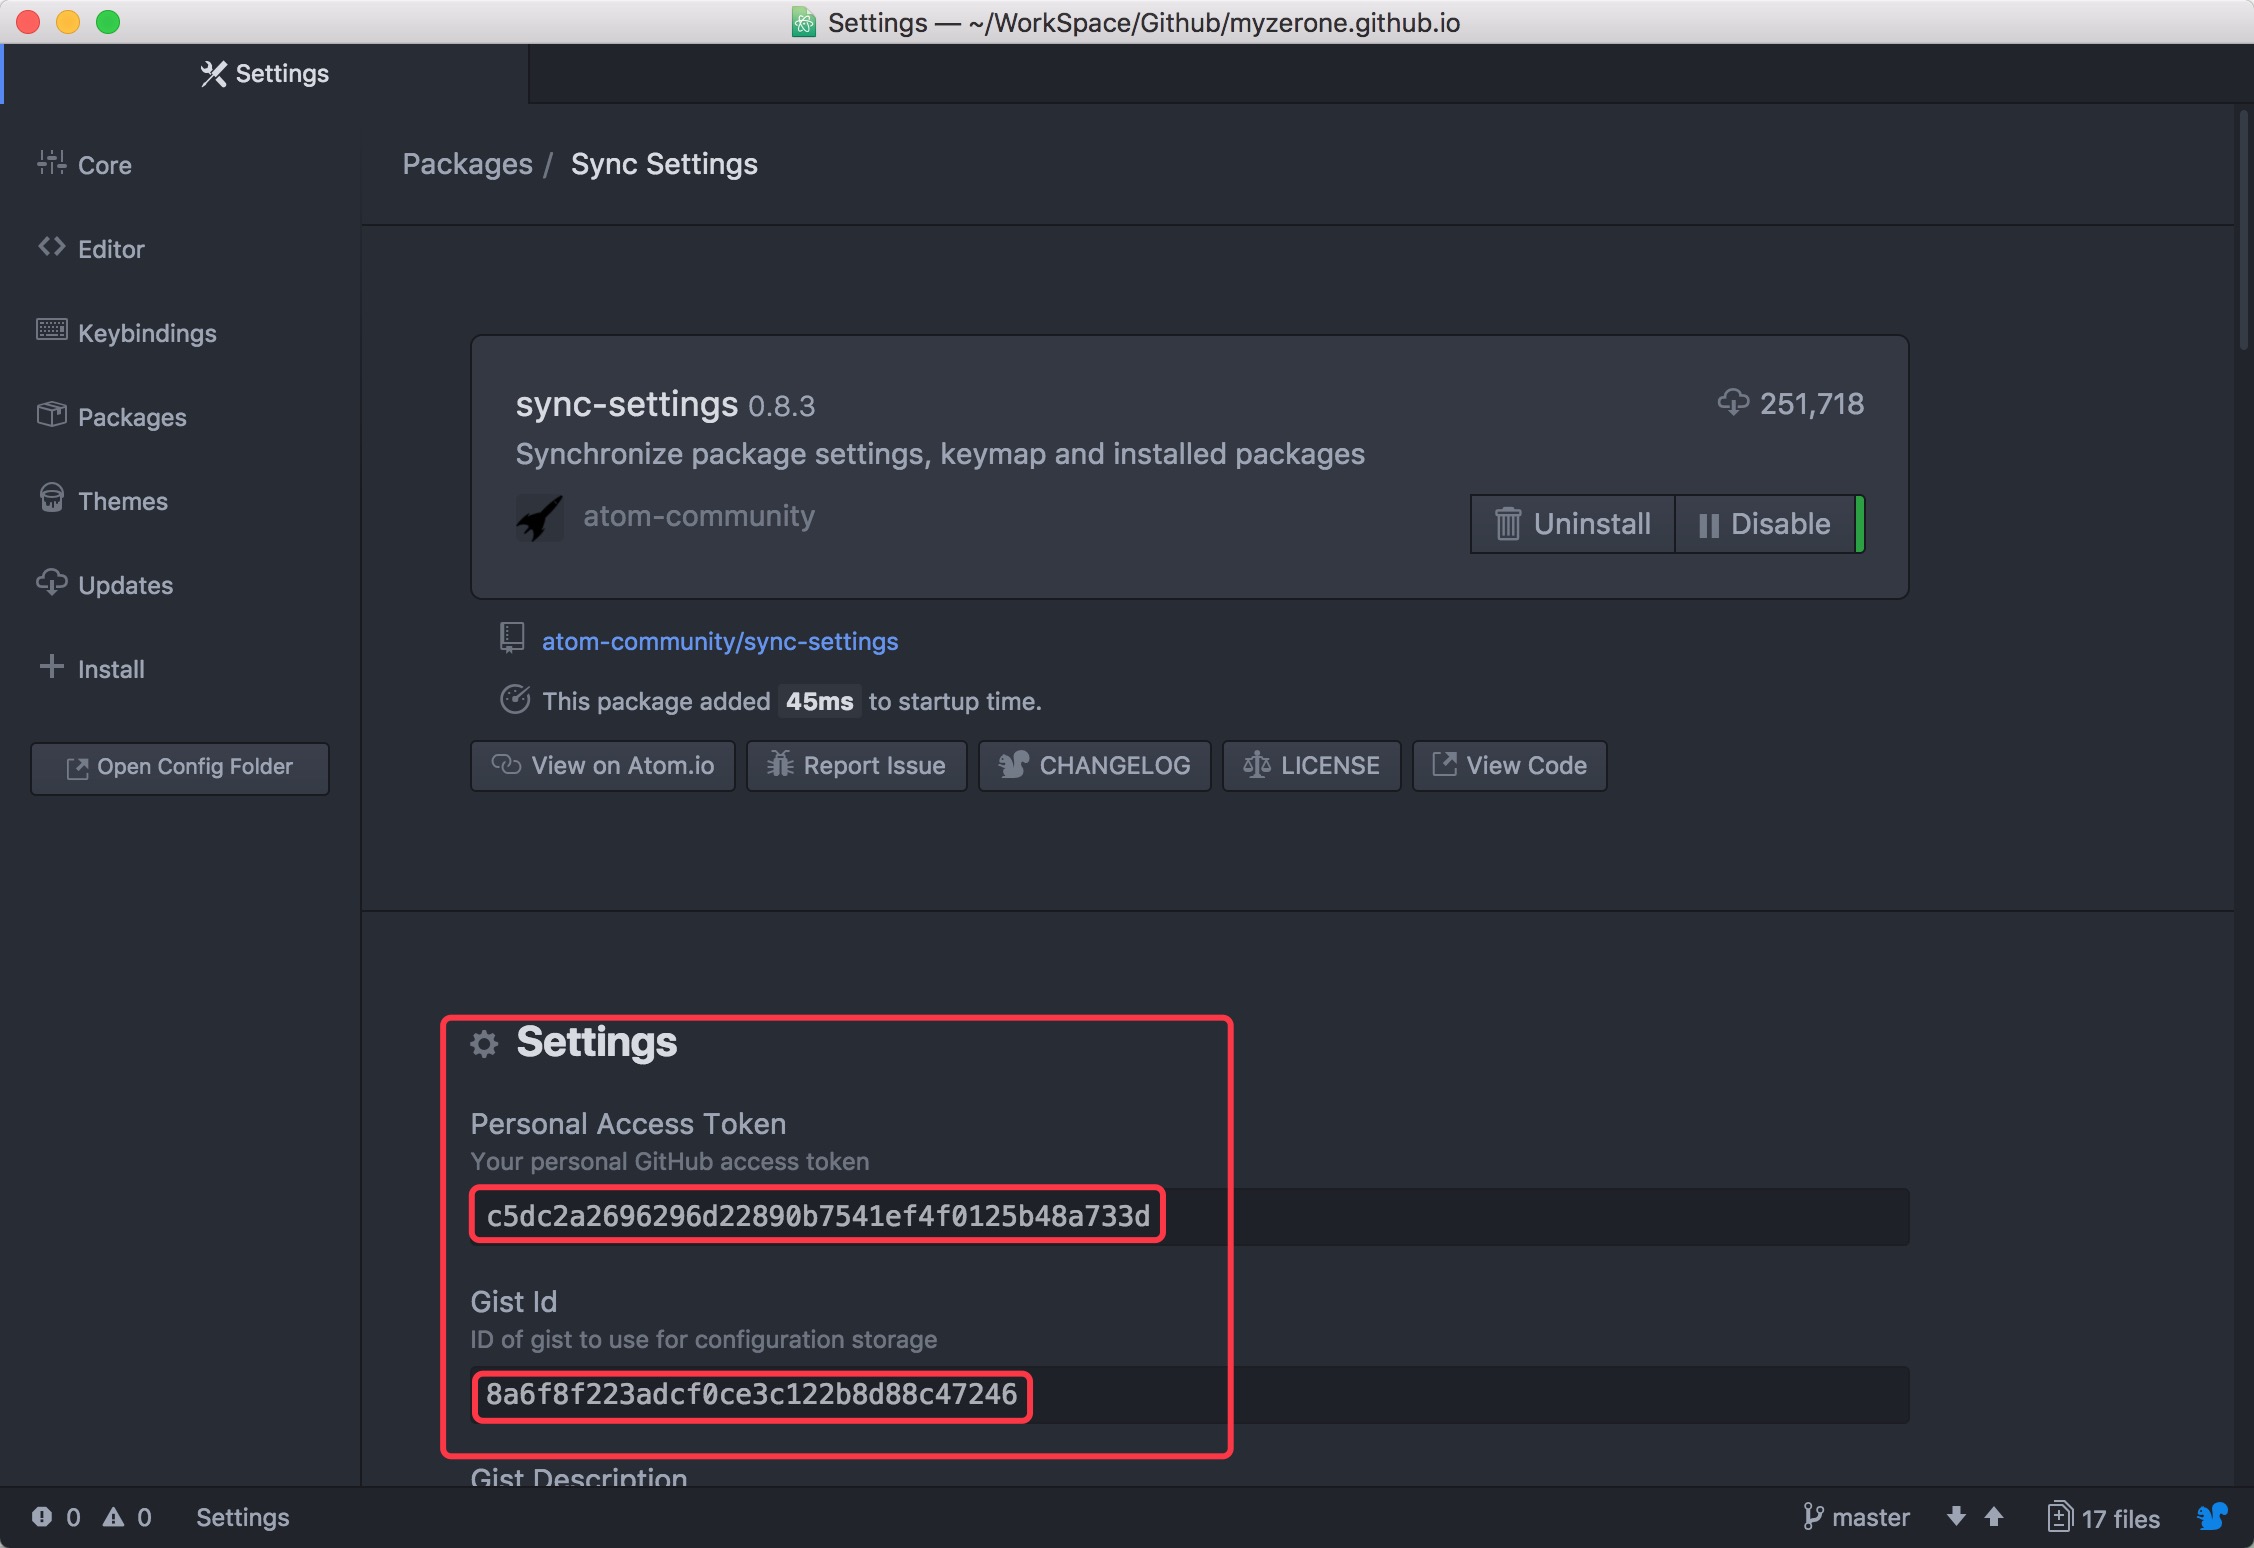 Settings — ~/WorkSpace/Github/myzerone.github.io
Settings
Core
Editor
Keybindings
Packages
Themes
Updates
Install
Open Config Folder
Packages / Sync Settings
sync-settings 0.8.3
251,718
Synchronize package settings, keymap and installed packages
atom-community
Uninstall
Disable
atom-community/sync-settings
This package added 45ms to startup time.
View on Atom.io
Report Issue
CHANGELOG
LICENSE
View Code
Settings
Personal Access Token
Your personal GitHub access token
c5dc2a2696296d22890b7541ef4f0125b48a733d
Gist Id
ID of gist to use for configuration storage
8a6f8f223adcf0ce3c122b8d88c47246
Gist Description
0 0 Settings
master
17 files